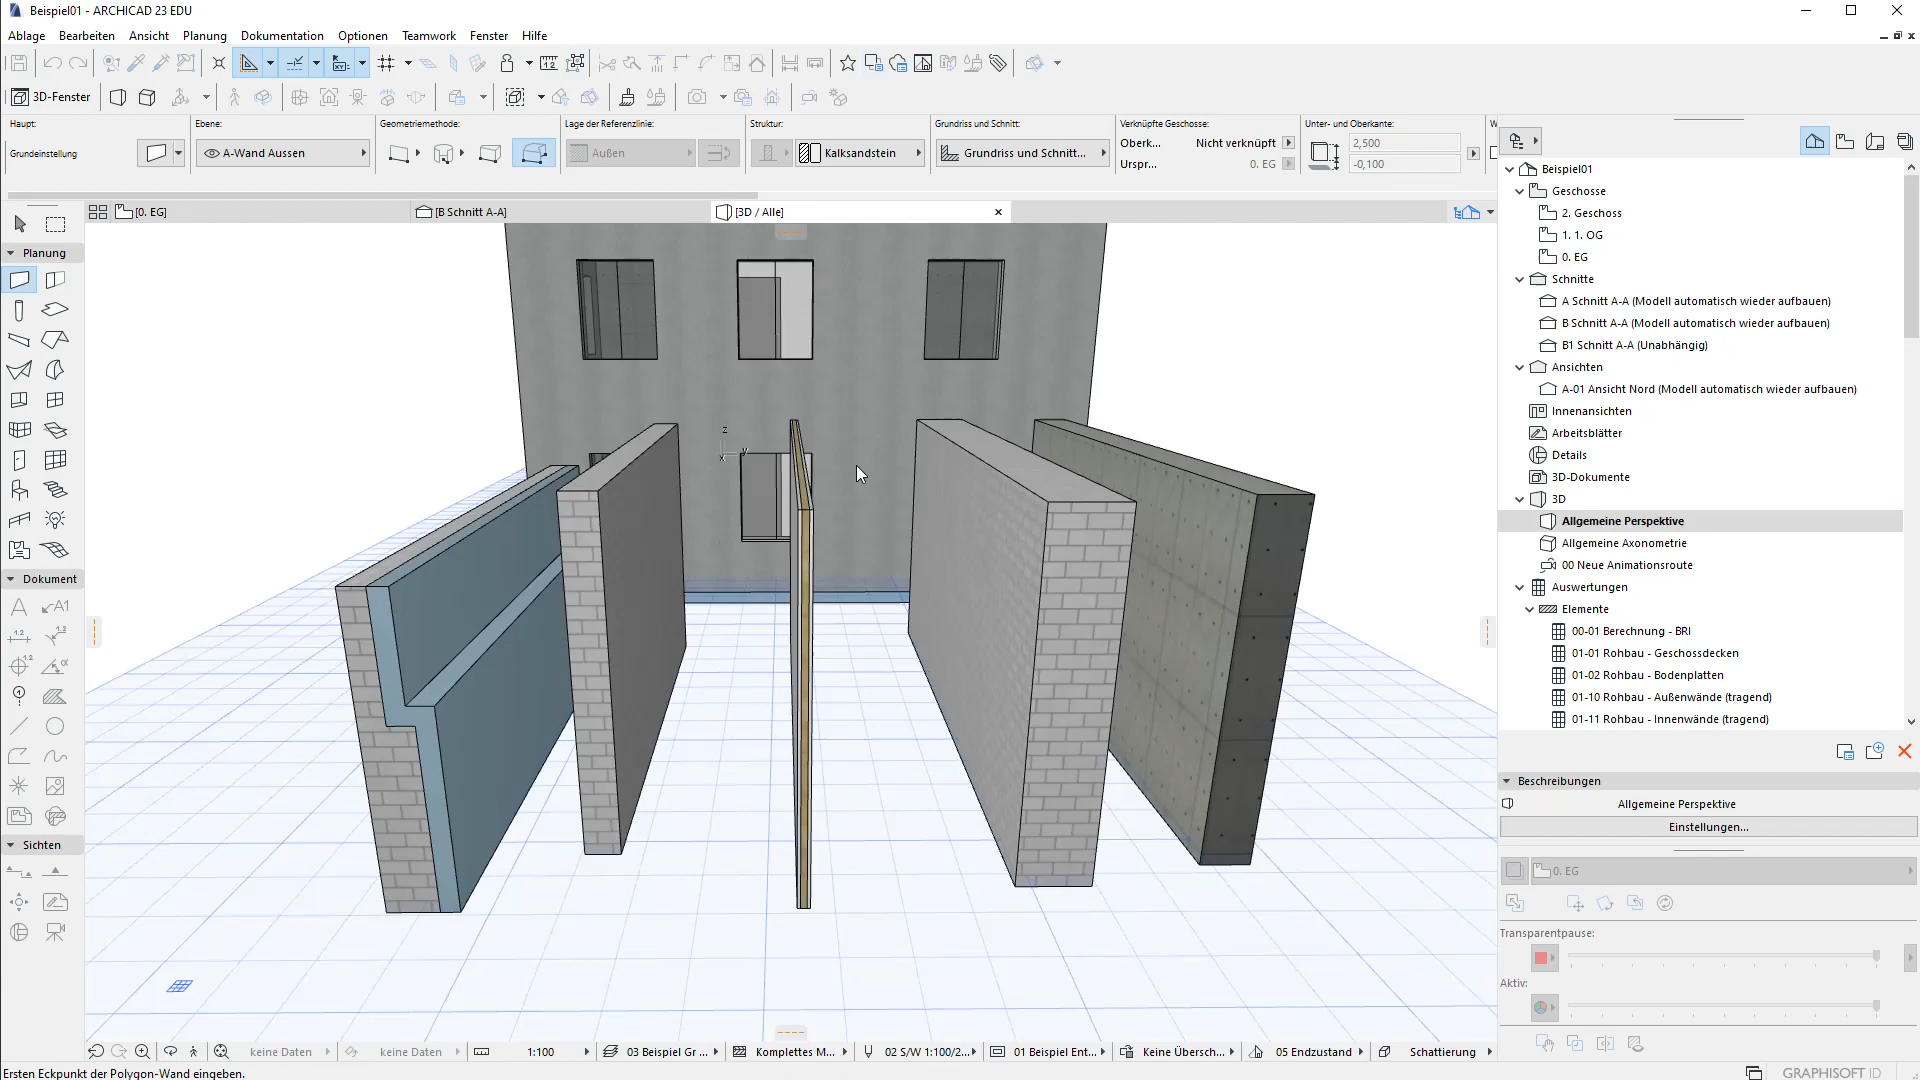 Beispiel01 - ARCHICAD 23 EDU
Ablage Bearbeiten Ansicht Planung Dokumentation Optionen Teamwork Fenster Hilfe
3D-Fenster
Haupt: Ebene: Geometriemethode: Lage der Referenzlinie: Struktur: Grundriss und Schnitt: Verknüpfte Geschosse: Unter- und Oberkante:
Grundeinstellung A-Wand Aussen Außen Kalksandstein Grundriss und Schnitt...
Oberk... Nicht verknüpft 2,500
Urspr... 0. EG -0,100
[0. EG] [B Schnitt A-A] [3D / Alle]
Planung
Dokument
Sichten
z
y
x
Beispiel01
Geschosse
2. Geschoss
1. 1. OG
0. EG
Schnitte
A Schnitt A-A (Modell automatisch wieder aufbauen)
B Schnitt A-A (Modell automatisch wieder aufbauen)
B1 Schnitt A-A (Unabhängig)
Ansichten
A-01 Ansicht Nord (Modell automatisch wieder aufbauen)
Innenansichten
Arbeitsblätter
Details
3D-Dokumente
3D
Allgemeine Perspektive
Allgemeine Axonometrie
00 Neue Animationsroute
Auswertungen
Elemente
00-01 Berechnung - BRI
01-01 Rohbau - Geschossdecken
01-02 Rohbau - Bodenplatten
01-10 Rohbau - Außenwände (tragend)
01-11 Rohbau - Innenwände (tragend)
Beschreibungen
Allgemeine Perspektive
Einstellungen...
0. EG
Transparentpause:
Aktiv:
keine Daten keine Daten 1:100 03 Beispiel Gr ... Komplettes M... 02 S/W 1:100/2... 01 Beispiel Ent... Keine Übersch... 05 Endzustand Schattierung
Ersten Eckpunkt der Polygon-Wand eingeben.
GRAPHISOFT ID